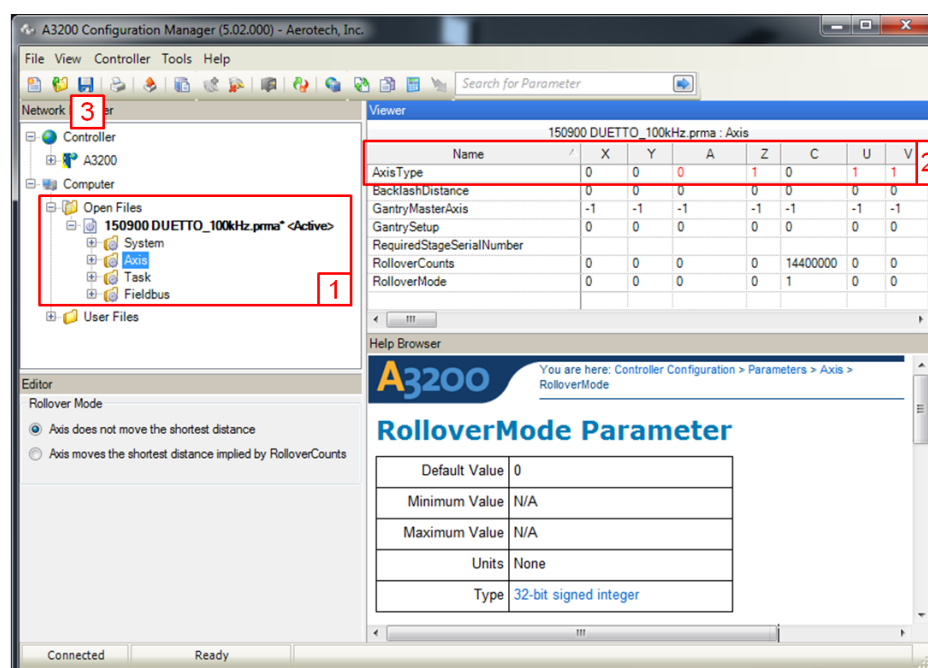 A3200 Configuration Manager (5.02.000) - Aerotech, Inc.
File View Controller Tools Help
Search for Parameter
Network
3
Viewer
Controller
A3200
Computer
Open Files
150900 DUETTO_100kHz.prma* <Active>
System
Axis
Task
Fieldbus
1
User Files
150900 DUETTO_100kHz.prma : Axis
Name X Y A Z C U V
2
AxisType 0 0 0 1 0 1 1
BacklashDistance 0 0 0 0 0 0 0
GantryMasterAxis -1 -1 -1 -1 -1 -1 -1
GantrySetup 0 0 0 0 0 0 0
RequiredStageSerialNumber
RolloverCounts 0 0 0 0 14400000 0 0
RolloverMode 0 0 0 0 1 0 0
Editor
Rollover Mode
Axis does not move the shortest distance
Axis moves the shortest distance implied by RolloverCounts
Help Browser
A3200
You are here: Controller Configuration > Parameters > Axis >
RolloverMode
RolloverMode Parameter
Default Value 0
Minimum Value N/A
Maximum Value N/A
Units None
Type 32-bit signed integer
Connected Ready